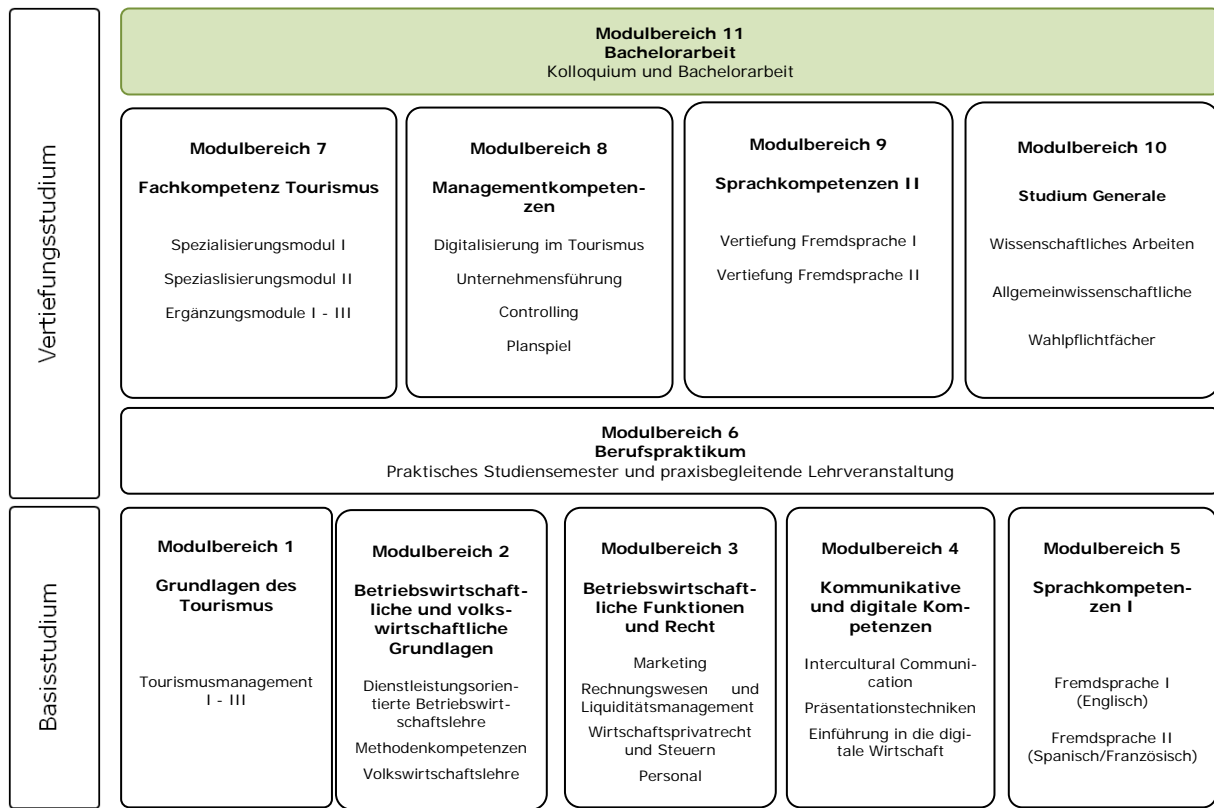 Vertiefungsstudium
Modulbereich 11
Bachelorarbeit
Kolloquium und Bachelorarbeit
Modulbereich 7
Fachkompetenz Tourismus
Spezialisierungsmodul I
Speziaslisierungsmodul II
Ergänzungsmodule I - III
Modulbereich 8
Managementkompeten-
zen
Digitalisierung im Tourismus
Unternehmensführung
Controlling
Planspiel
Modulbereich 9
Sprachkompetenzen II
Vertiefung Fremdsprache I
Vertiefung Fremdsprache II
Modulbereich 10
Studium Generale
Wissenschaftliches Arbeiten
Allgemeinwissenschaftliche
Wahlpflichtfächer
Modulbereich 6
Berufspraktikum
Praktisches Studiensemester und praxisbegleitende Lehrveranstaltung
Basisstudium
Modulbereich 1
Grundlagen des
Tourismus
Tourismusmanagement
I - III
Modulbereich 2
Betriebswirtschaft-
liche und volks-
wirtschaftliche
Grundlagen
Dienstleistungsorien-
tierte Betriebswirt-
schaftslehre
Methodenkompetenzen
Volkswirtschaftslehre
Modulbereich 3
Betriebswirtschaft-
liche Funktionen
und Recht
Marketing
Rechnungswesen und
Liquiditätsmanagement
Wirtschaftsprivatrecht
und Steuern
Personal
Modulbereich 4
Kommunikative
und digitale Kom-
petenzen
Intercultural Communi-
cation
Präsentationstechniken
Einführung in die digi-
tale Wirtschaft
Modulbereich 5
Sprachkompeten-
zen I
Fremdsprache I
(Englisch)
Fremdsprache II
(Spanisch/Französisch)